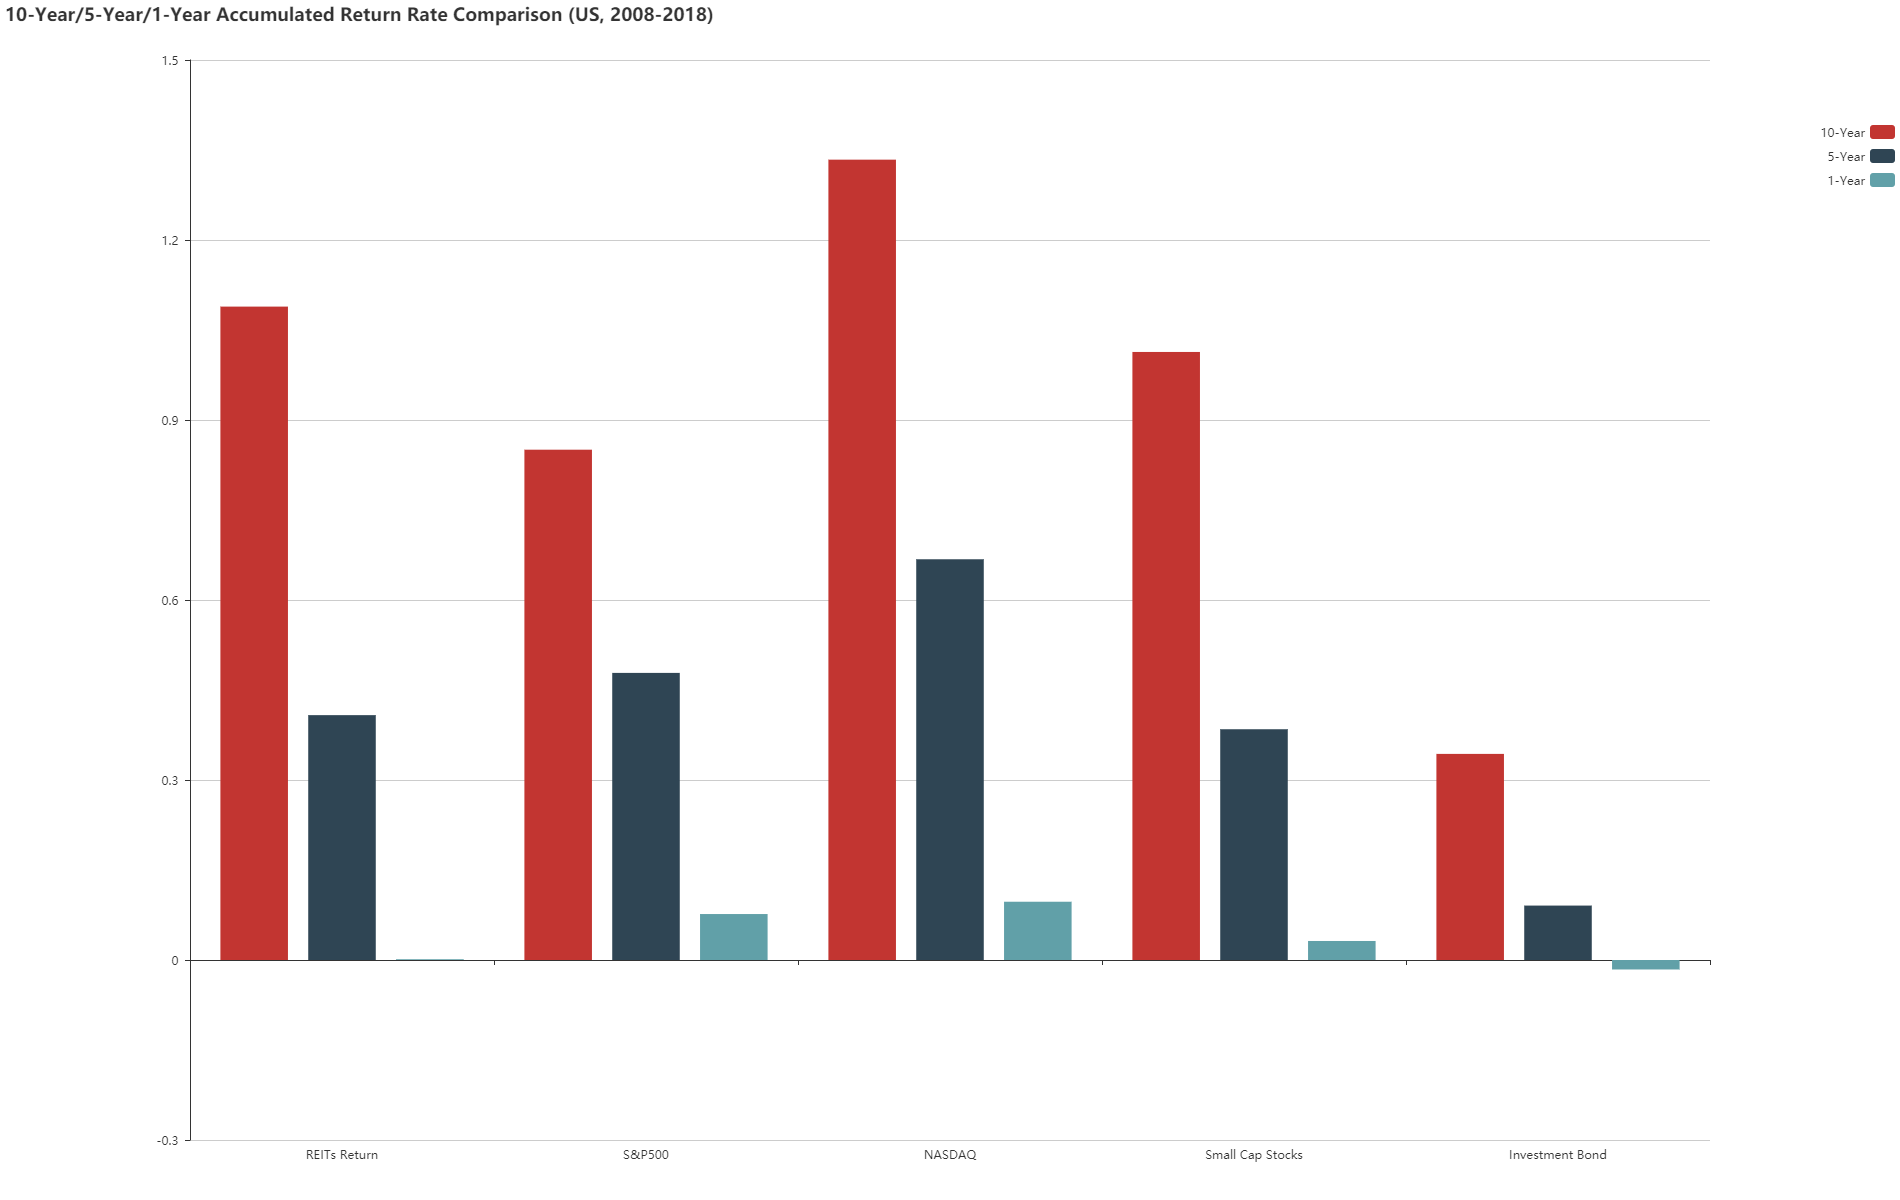 10-Year/5-Year/1-Year Accumulated Return Rate Comparison (US, 2008-2018)
10-Year
5-Year
1-Year
1.5
1.2
0.9
0.6
0.3
0
-0.3
REITs Return
S&P500
NASDAQ
Small Cap Stocks
Investment Bond